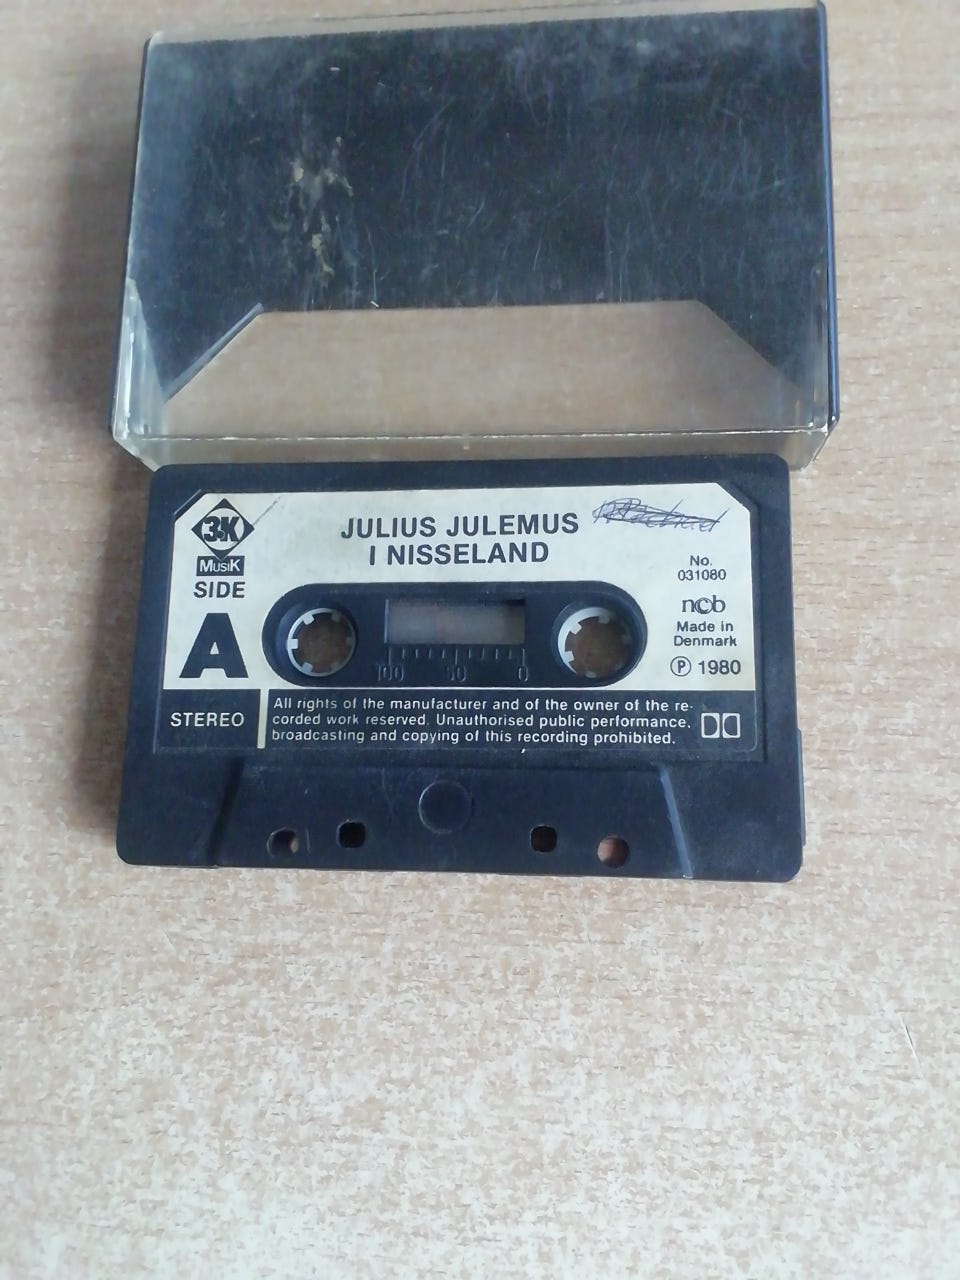 3K
MUSIK
SIDE
A
STEREO
JULIUS JULEMUS
I NISSELAND
No.
031080
ncb
Made in
Denmark
Ⓟ 1980
100 50 0
All rights of the manufacturer and of the owner of the re-
corded work reserved. Unauthorised public performance,
broadcasting and copying of this recording prohibited.